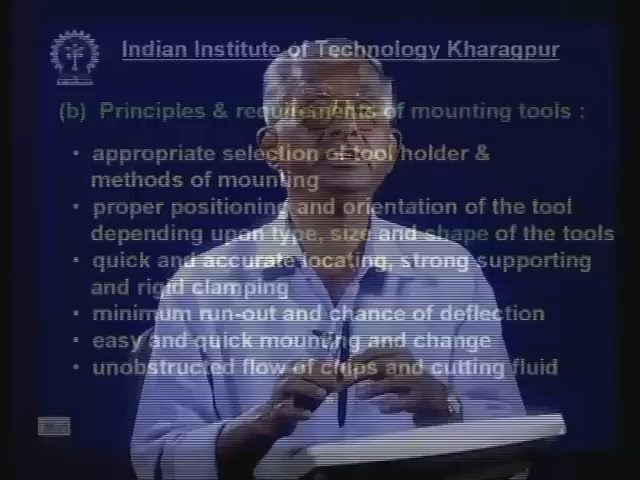 Indian Institute of Technology Kharagpur
(b) Principles & requirements of mounting tools :
• appropriate selection of tool holder &
methods of mounting
• proper positioning and orientation of the tool
depending upon type, size and shape of the tools
• quick and accurate locating, strong supporting
and rigid clamping
• minimum run-out and chance of deflection
• easy and quick mounting and change
• unobstructed flow of chips and cutting fluid